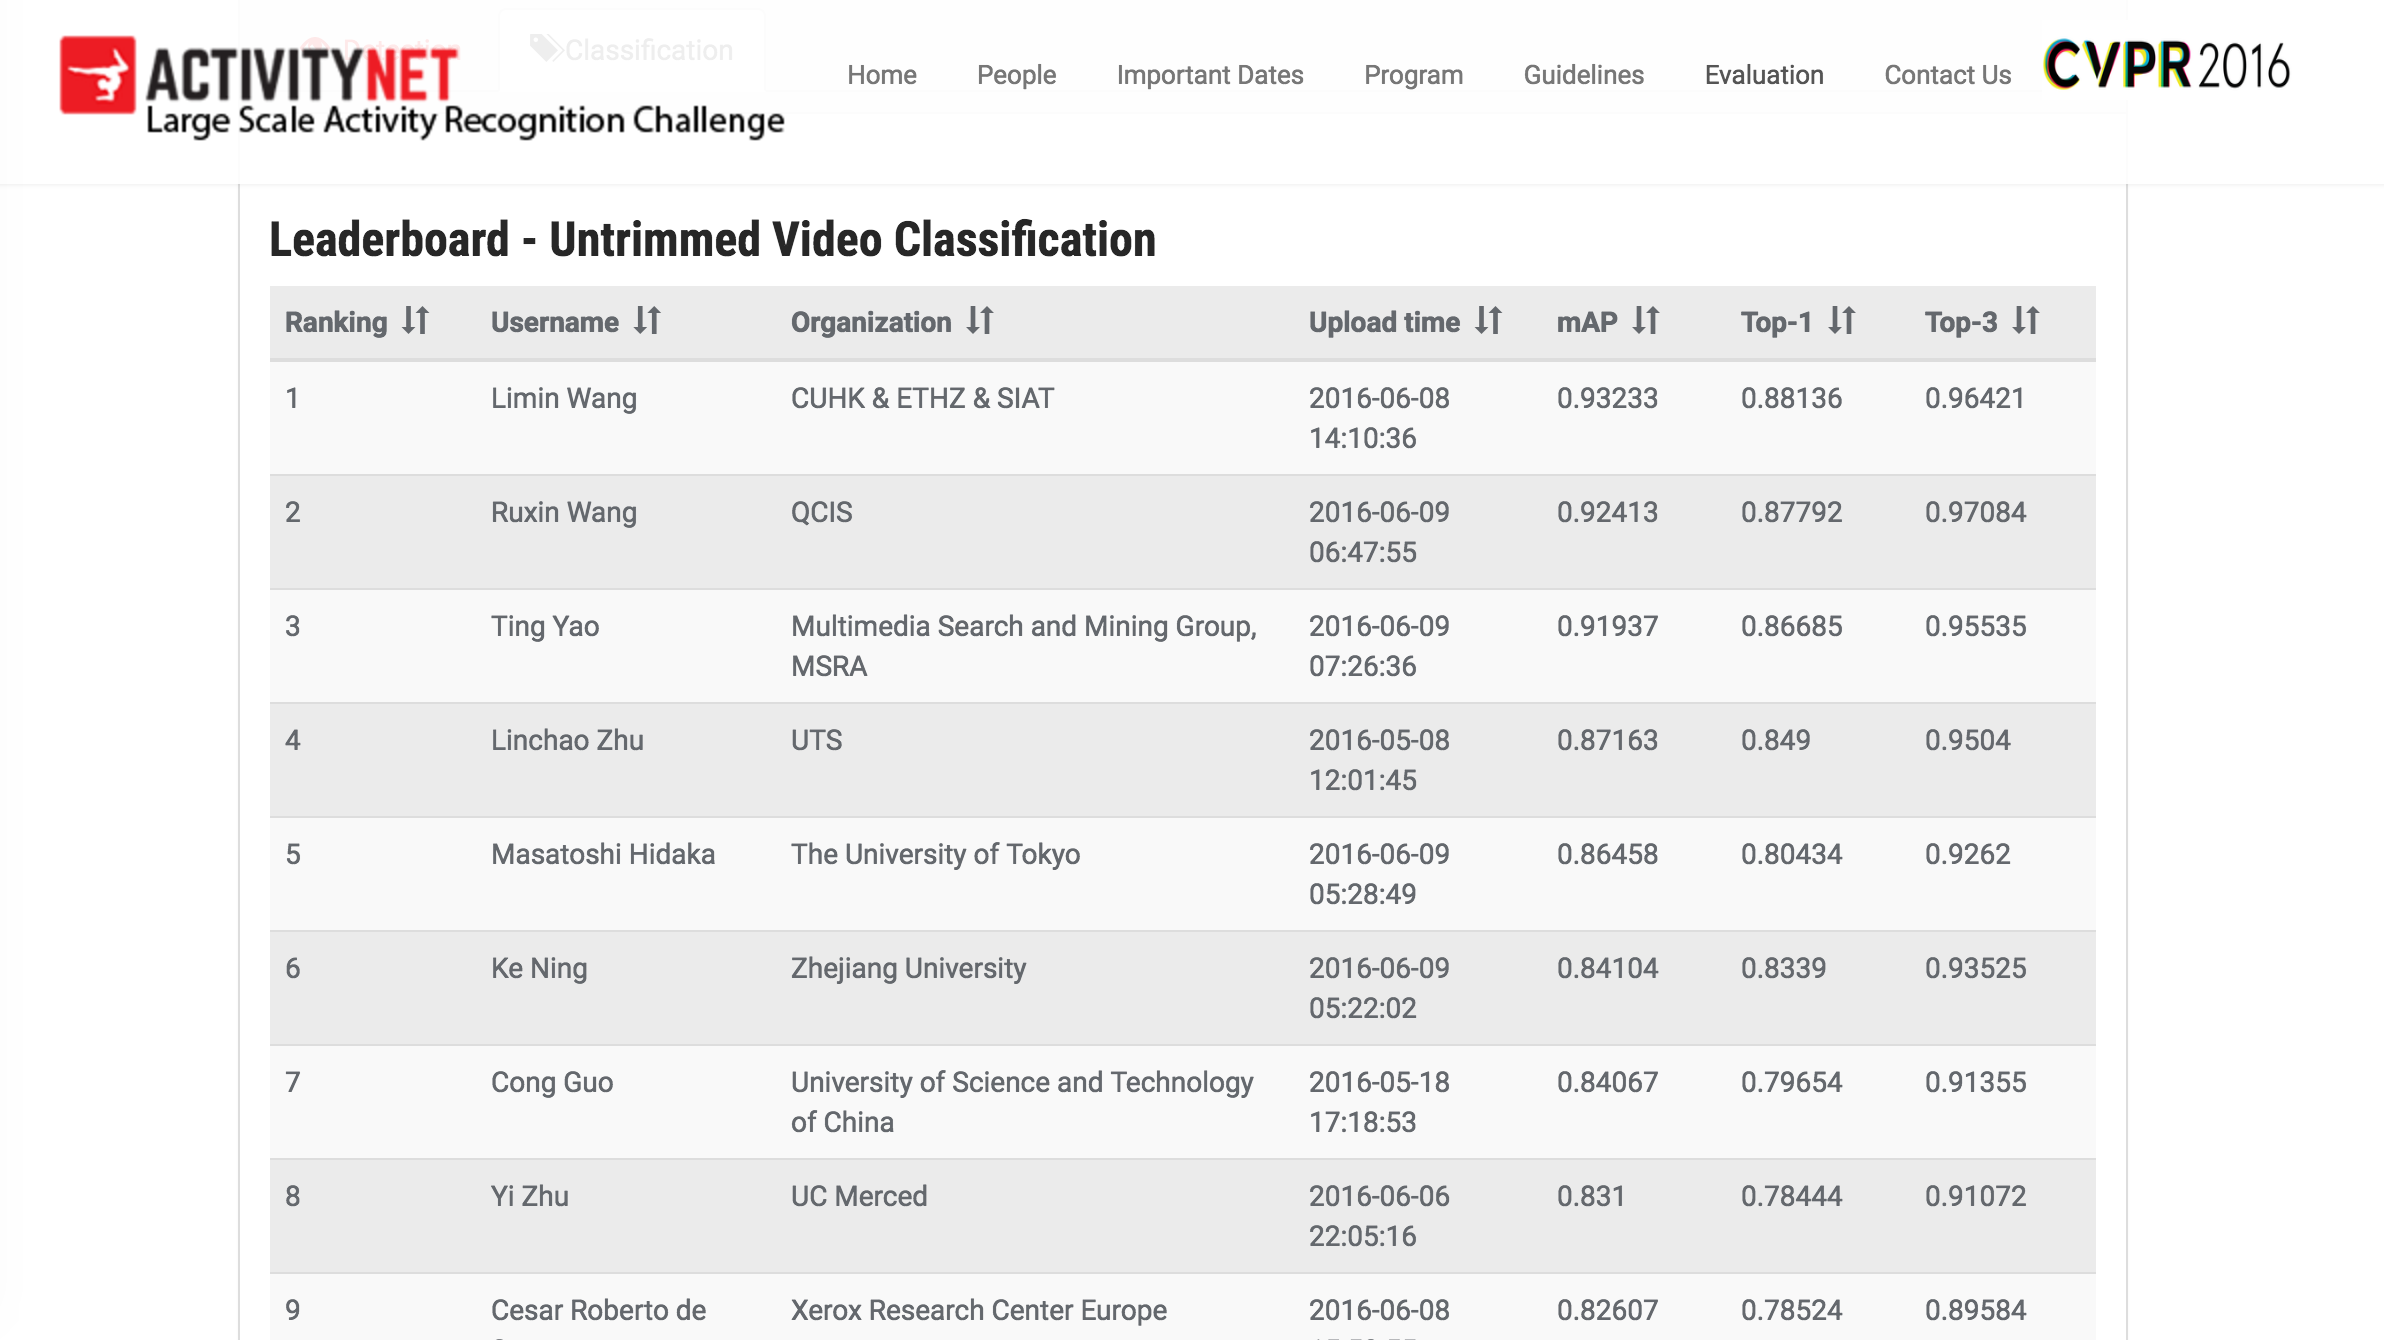 Detection
Classification
ACTIVITYNET
Large Scale Activity Recognition Challenge
Home People Important Dates Program Guidelines Evaluation Contact Us CVPR2016
Leaderboard - Untrimmed Video Classification
Ranking Username Organization Upload time mAP Top-1 Top-3
1 Limin Wang CUHK & ETHZ & SIAT 2016-06-08 0.93233 0.88136 0.96421
14:10:36
2 Ruxin Wang QCIS 2016-06-09 0.92413 0.87792 0.97084
06:47:55
3 Ting Yao Multimedia Search and Mining Group, 2016-06-09 0.91937 0.86685 0.95535
MSRA 07:26:36
4 Linchao Zhu UTS 2016-05-08 0.87163 0.849 0.9504
12:01:45
5 Masatoshi Hidaka The University of Tokyo 2016-06-09 0.86458 0.80434 0.9262
05:28:49
6 Ke Ning Zhejiang University 2016-06-09 0.84104 0.8339 0.93525
05:22:02
7 Cong Guo University of Science and Technology 2016-05-18 0.84067 0.79654 0.91355
of China 17:18:53
8 Yi Zhu UC Merced 2016-06-06 0.831 0.78444 0.91072
22:05:16
9 Cesar Roberto de Xerox Research Center Europe 2016-06-08 0.82607 0.78524 0.89584